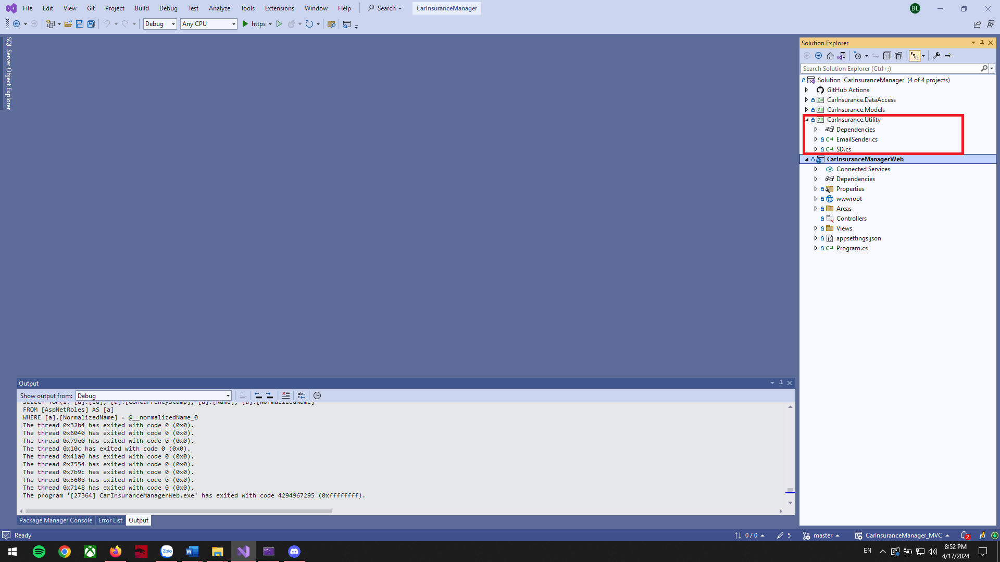 File Edit View Git Project Build Debug Test Analyze Tools Extensions Window Help Search CarInsuranceManager BL
Debug Any CPU https
SQL Server Object Explorer
Solution Explorer
Search Solution Explorer (Ctrl+;)
Solution 'CarInsuranceManager' (4 of 4 projects)
GitHub Actions
C# CarInsurance.DataAccess
C# CarInsurance.Models
C# CarInsurance.Utility
Dependencies
C# EmailSender.cs
C# SD.cs
CarInsuranceManagerWeb
Connected Services
Dependencies
Properties
wwwroot
Areas
Controllers
Views
appsettings.json
C# Program.cs
Output
Show output from: Debug
SELECT TOP(1) [a].[Id], [a].[ConcurrencyStamp], [a].[Name], [a].[NormalizedName]
FROM [AspNetRoles] AS [a]
WHERE [a].[NormalizedName] = @__normalizedName_0
The thread 0x32b4 has exited with code 0 (0x0).
The thread 0x6040 has exited with code 0 (0x0).
The thread 0x79e0 has exited with code 0 (0x0).
The thread 0x10c has exited with code 0 (0x0).
The thread 0x41a0 has exited with code 0 (0x0).
The thread 0x7554 has exited with code 0 (0x0).
The thread 0x7b9c has exited with code 0 (0x0).
The thread 0x5608 has exited with code 0 (0x0).
The thread 0x7148 has exited with code 0 (0x0).
The program '[27364] CarInsuranceManagerWeb.exe' has exited with code 4294967295 (0xffffffff).
Package Manager Console Error List Output
Ready 0 / 0 5 master CarInsuranceManager_MVC 2
Zalo EN 8:52 PM
4/17/2024